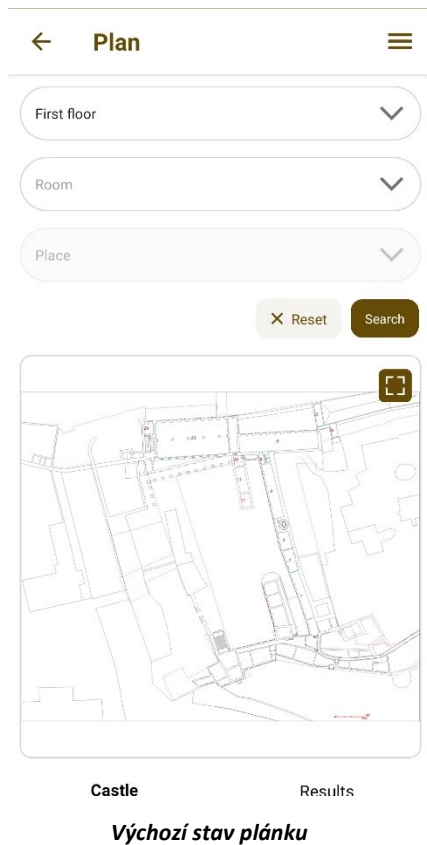 Plan
First floor
Room
Place
Reset
Search
Castle
Results
Výchozí stav plánku